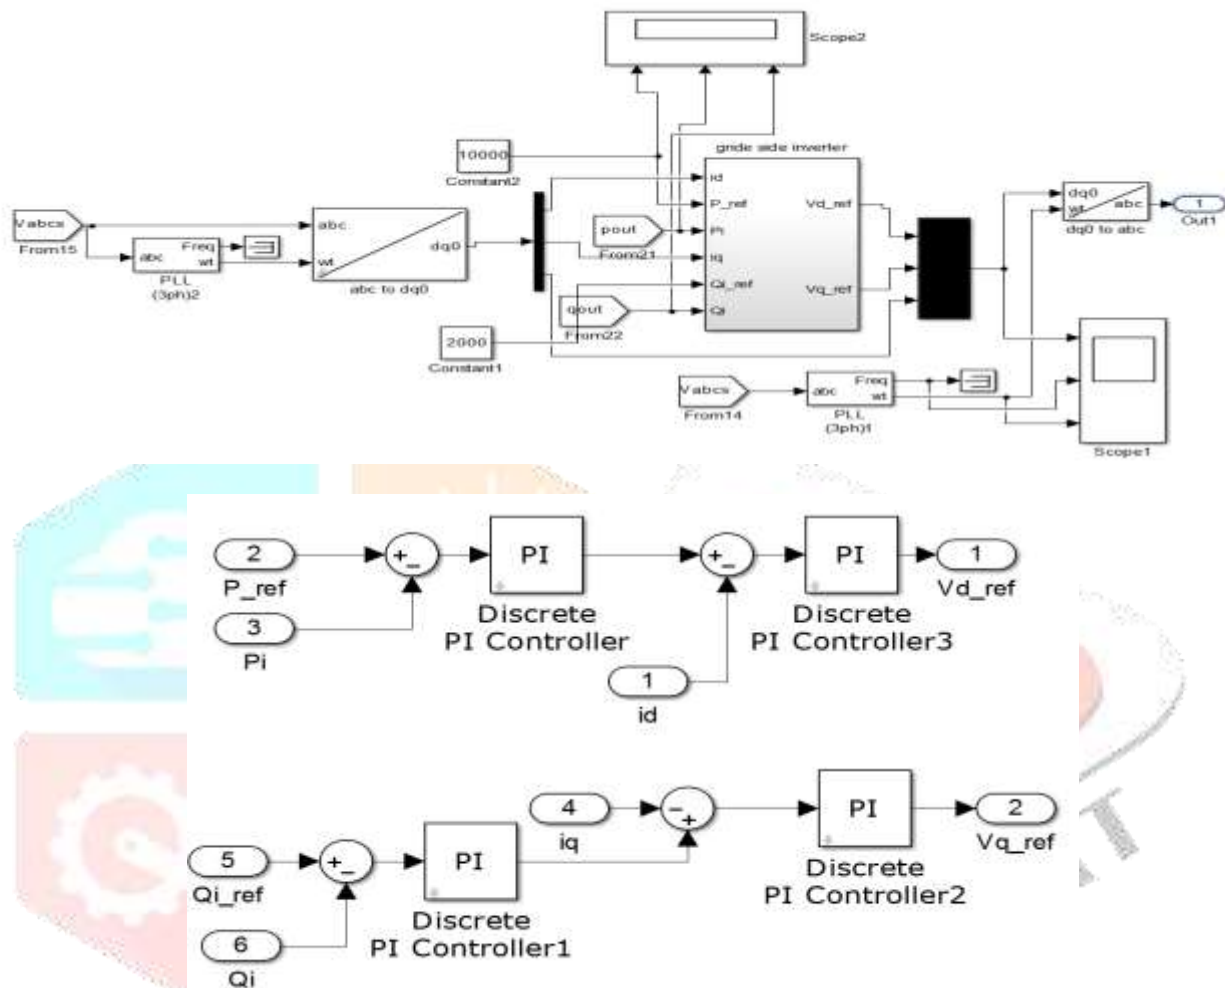 Scope2
gride side inverter
10000
Constant2
id
P_ref
Vd_ref
dq0
wt
abc
1
Out1
dq0 to abc
Vabcs
From15
abc
Freq
wt
PLL
(3ph)2
abc
wt
dq0
abc to dq0
pout
From21
Pi
iq
Qi_ref
Vq_ref
qout
From22
Qi
2000
Constant1
Vabcs
From14
abc
Freq
wt
PLL
(3ph)1
Scope1
2
P_ref
+
-
PI
Discrete
PI Controller
+
-
PI
Discrete
PI Controller3
1
Vd_ref
3
Pi
1
id
4
iq
-
+
PI
Discrete
PI Controller2
2
Vq_ref
5
Qi_ref
+
-
PI
Discrete
PI Controller1
6
Qi